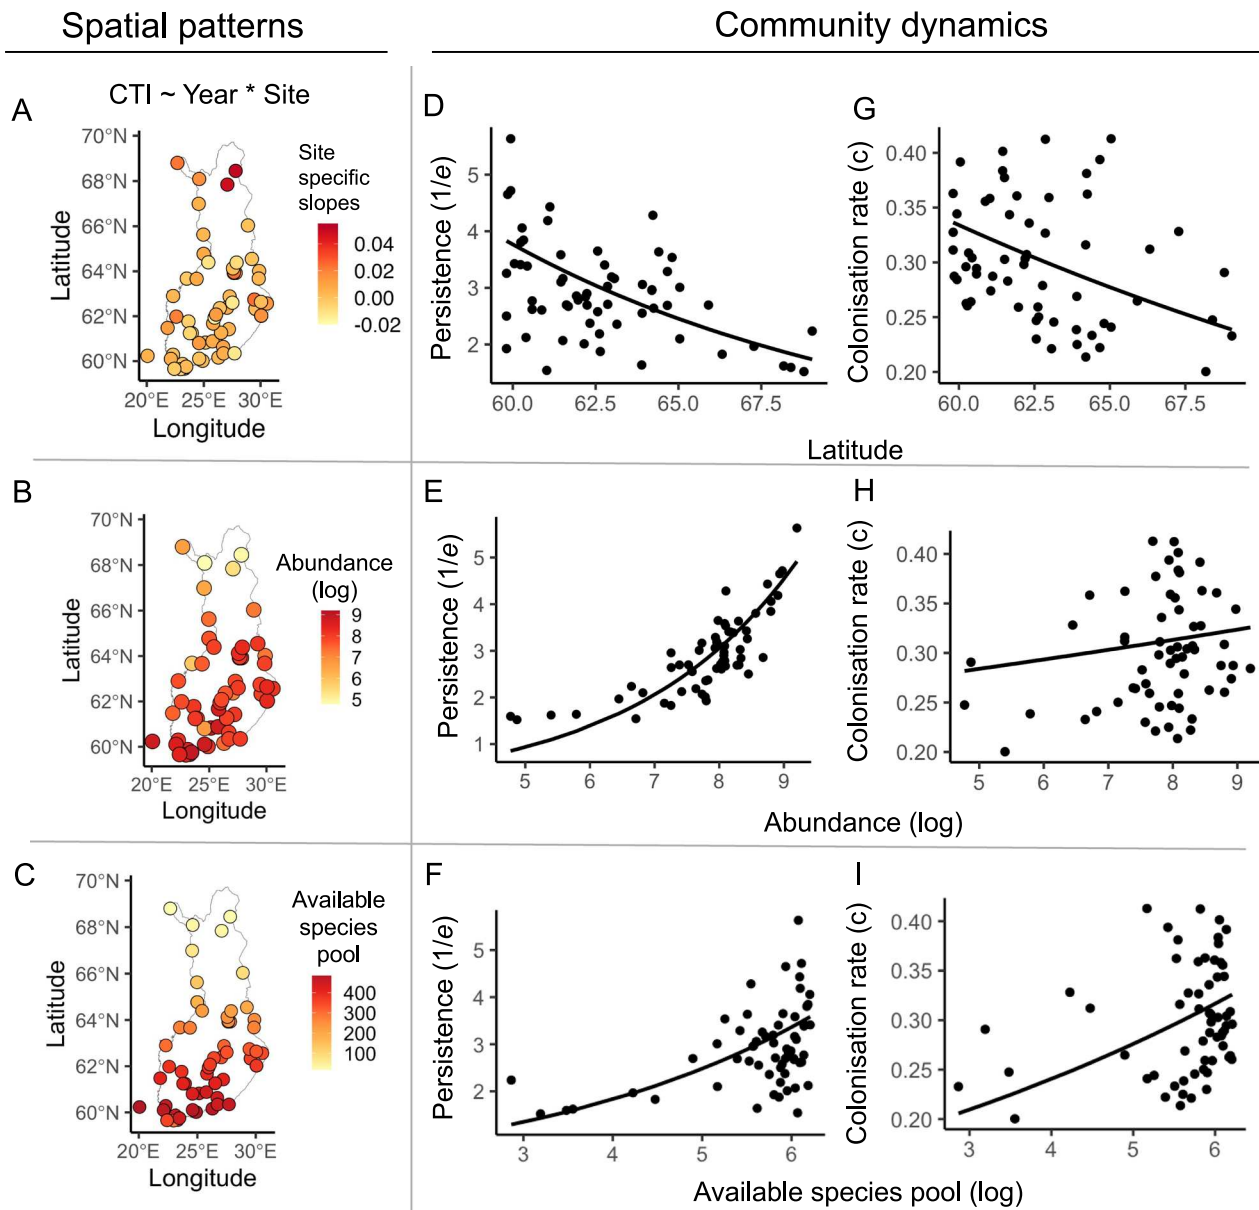 Spatial patterns
Community dynamics
A
CTI ~ Year * Site
70°N
68°N
66°N
64°N
62°N
60°N
Latitude
20°E 25°E 30°E
Longitude
Site
specific
slopes
0.04
0.02
0.00
-0.02
D
Persistence (1/e)
5
4
3
2
60.0 62.5 65.0 67.5
G
Colonisation rate (c)
0.40
0.35
0.30
0.25
0.20
60.0 62.5 65.0 67.5
Latitude
B
70°N
68°N
66°N
64°N
62°N
60°N
Latitude
20°E 25°E 30°E
Longitude
Abundance
(log)
9
8
7
6
5
E
Persistence (1/e)
5
4
3
2
1
5 6 7 8 9
H
Colonisation rate (c)
0.40
0.35
0.30
0.25
0.20
5 6 7 8 9
Abundance (log)
C
70°N
68°N
66°N
64°N
62°N
60°N
Latitude
20°E 25°E 30°E
Longitude
Available
species
pool
400
300
200
100
F
Persistence (1/e)
5
4
3
2
3 4 5 6
I
Colonisation rate (c)
0.40
0.35
0.30
0.25
0.20
3 4 5 6
Available species pool (log)